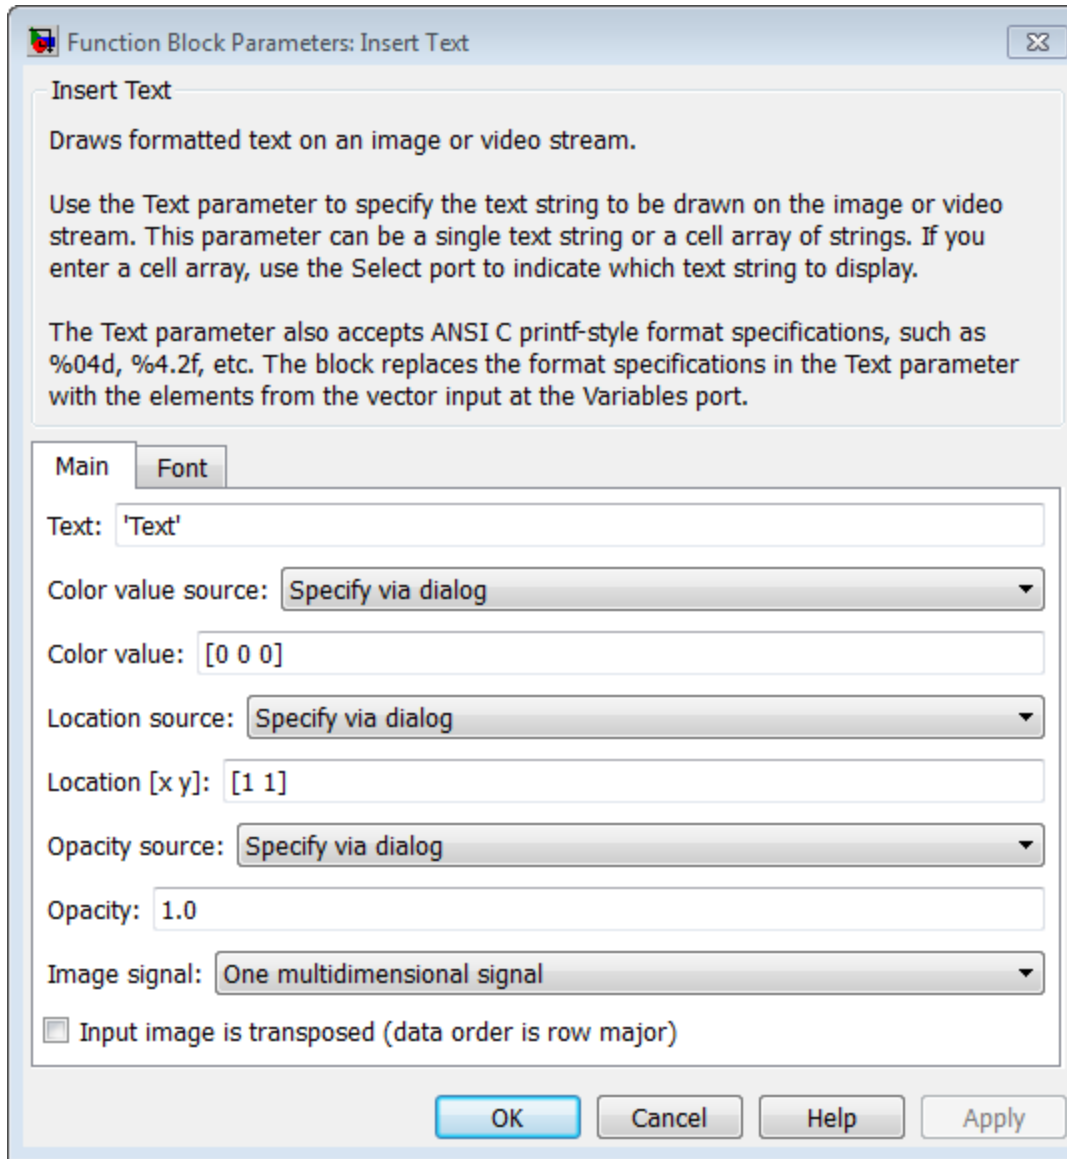 Function Block Parameters: Insert Text
Insert Text
Draws formatted text on an image or video stream.
Use the Text parameter to specify the text string to be drawn on the image or video
stream. This parameter can be a single text string or a cell array of strings. If you
enter a cell array, use the Select port to indicate which text string to display.
The Text parameter also accepts ANSI C printf-style format specifications, such as
%04d, %4.2f, etc. The block replaces the format specifications in the Text parameter
with the elements from the vector input at the Variables port.
Main Font
Text: 'Text'
Color value source: Specify via dialog
Color value: [0 0 0]
Location source: Specify via dialog
Location [x y]: [1 1]
Opacity source: Specify via dialog
Opacity: 1.0
Image signal: One multidimensional signal
Input image is transposed (data order is row major)
OK Cancel Help Apply